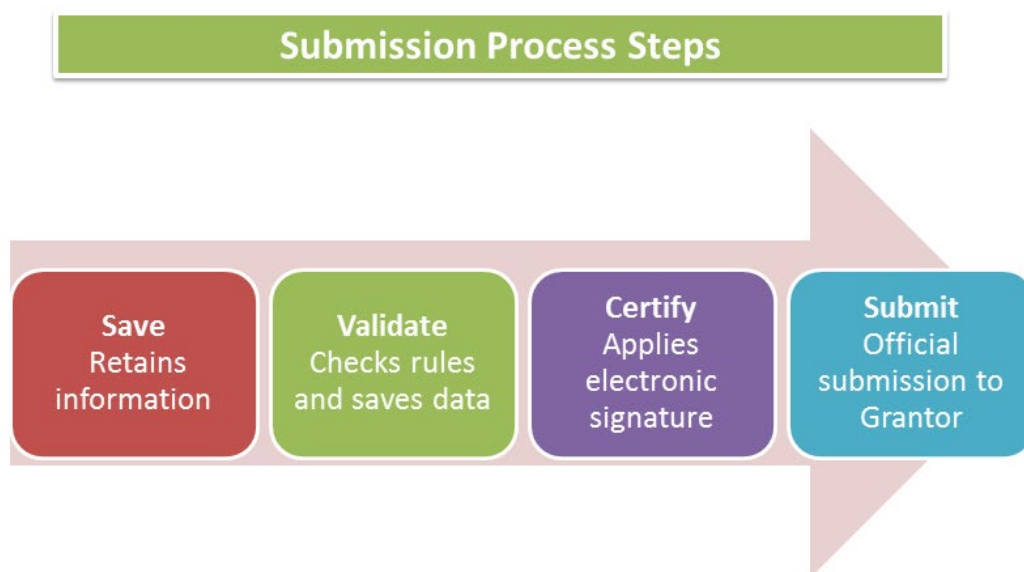 Submission Process Steps
Save
Retains
information
Validate
Checks rules
and saves data
Certify
Applies
electronic
signature
Submit
Official
submission to
Grantor